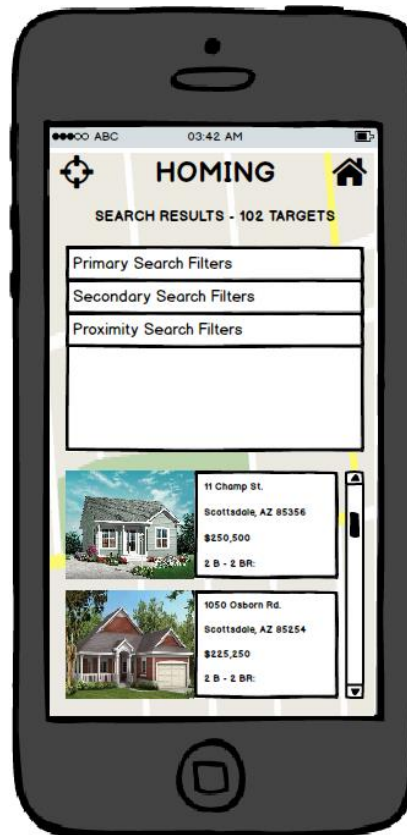 ABC 03:42 AM
HOMING
SEARCH RESULTS - 102 TARGETS
Primary Search Filters
Secondary Search Filters
Proximity Search Filters
11 Champ St.
Scottsdale, AZ 85356
$250,500
2 B - 2 BR:
1050 Osborn Rd.
Scottsdale, AZ 85254
$225,250
2 B - 2 BR: